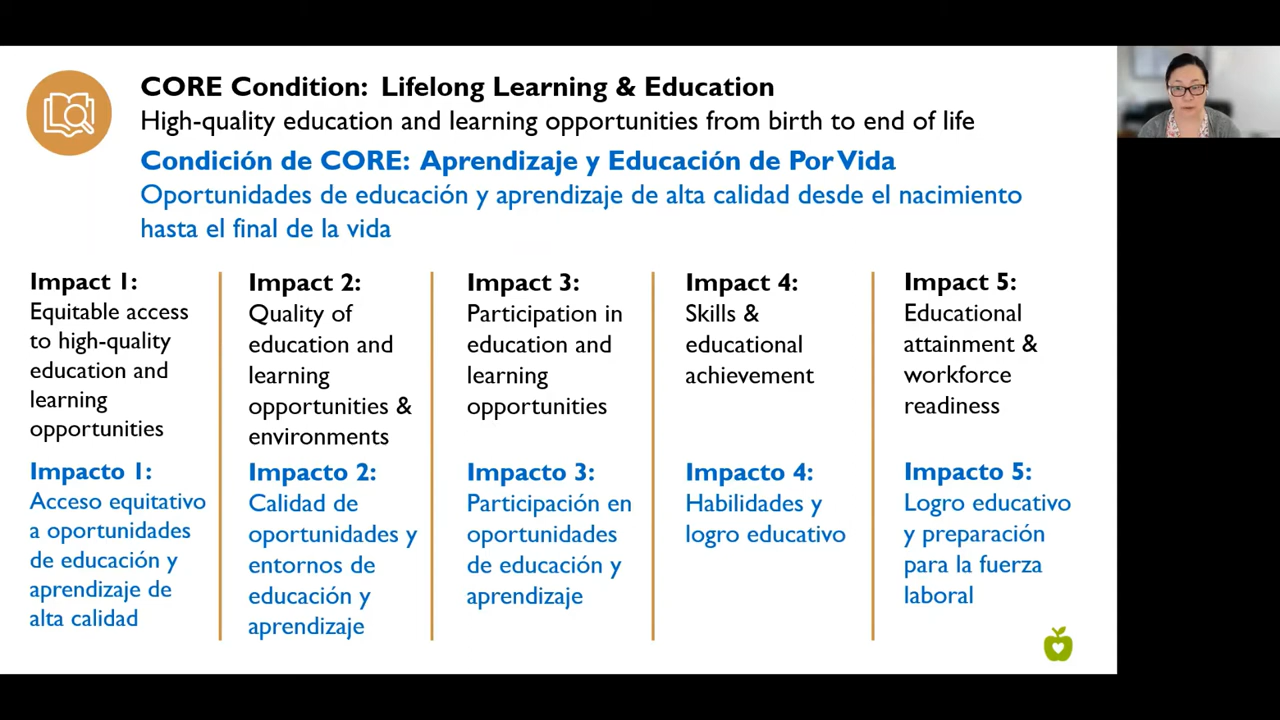 CORE Condition: Lifelong Learning & Education
High-quality education and learning opportunities from birth to end of life
Condición de CORE: Aprendizaje y Educación de Por Vida
Oportunidades de educación y aprendizaje de alta calidad desde el nacimiento
hasta el final de la vida
Impact 1:
Equitable access
to high-quality
education and
learning
opportunities
Impacto 1:
Acceso equitativo
a oportunidades
de educación y
aprendizaje de
alta calidad
Impact 2:
Quality of
education and
learning
opportunities &
environments
Impacto 2:
Calidad de
oportunidades y
entornos de
educación y
aprendizaje
Impact 3:
Participation in
education and
learning
opportunities
Impacto 3:
Participación en
oportunidades
de educación y
aprendizaje
Impact 4:
Skills &
educational
achievement
Impacto 4:
Habilidades y
logro educativo
Impact 5:
Educational
attainment &
workforce
readiness
Impacto 5:
Logro educativo
y preparación
para la fuerza
laboral